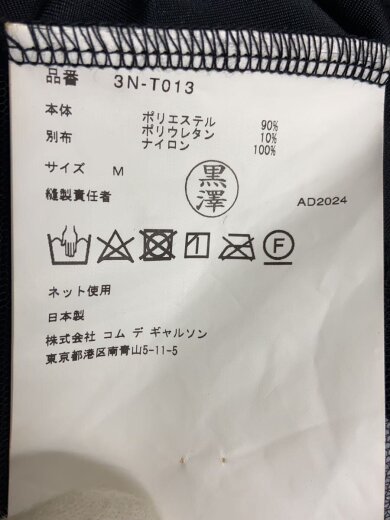 品番 3N-T013
本体 ポリエステル 90%
ポリウレタン 10%
別布 ナイロン 100%
サイズ M
黒澤
縫製責任者 AD2024
F
ネット使用
日本製
株式会社 コム デ ギャルソン
東京都港区南青山5-11-5